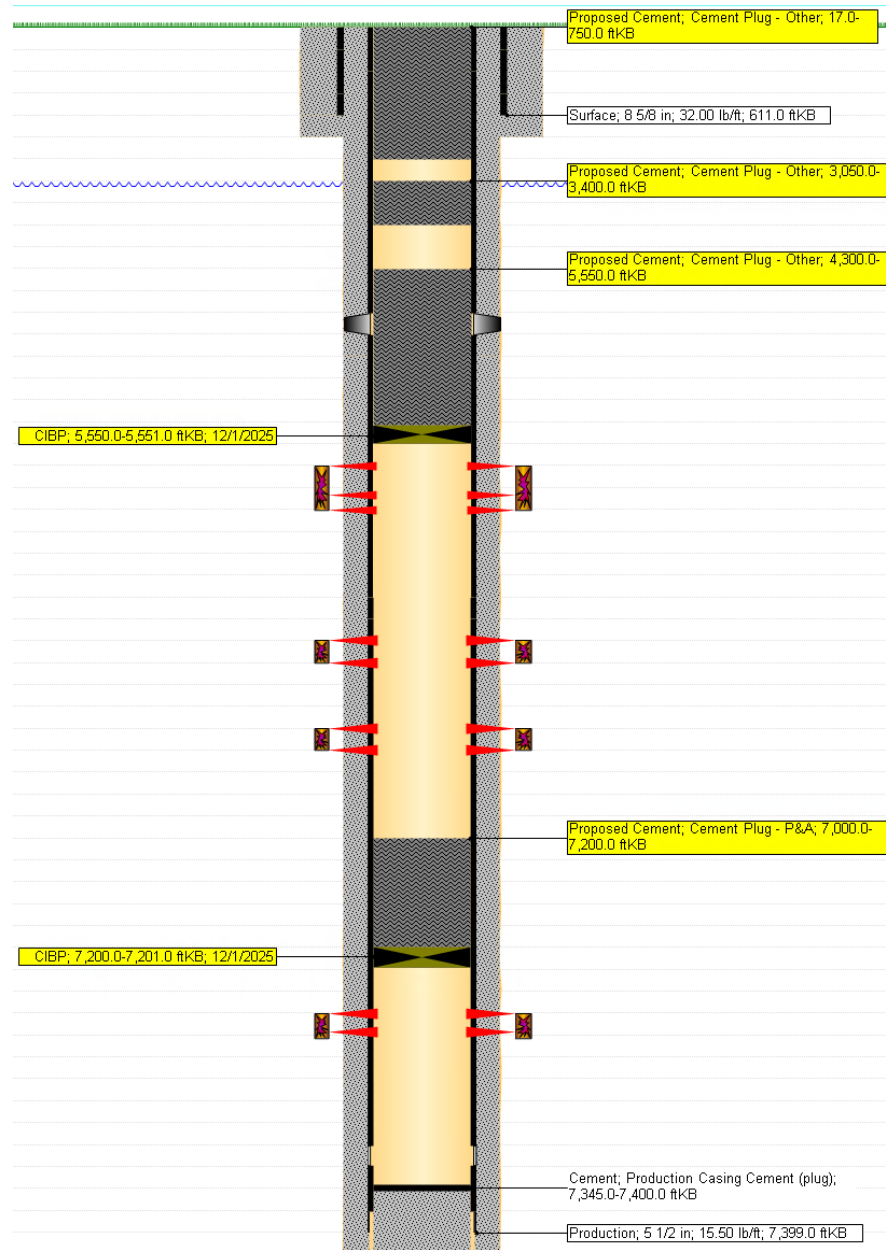 Proposed Cement; Cement Plug - Other; 17.0-
750.0 ftKB
Surface; 8 5/8 in; 32.00 lb/ft; 611.0 ftKB
Proposed Cement; Cement Plug - Other; 3,050.0-
3,400.0 ftKB
Proposed Cement; Cement Plug - Other; 4,300.0-
5,550.0 ftKB
CIBP; 5,550.0-5,551.0 ftKB; 12/1/2025
Proposed Cement; Cement Plug - P&A; 7,000.0-
7,200.0 ftKB
CIBP; 7,200.0-7,201.0 ftKB; 12/1/2025
Cement; Production Casing Cement (plug);
7,345.0-7,400.0 ftKB
Production; 5 1/2 in; 15.50 lb/ft; 7,399.0 ftKB